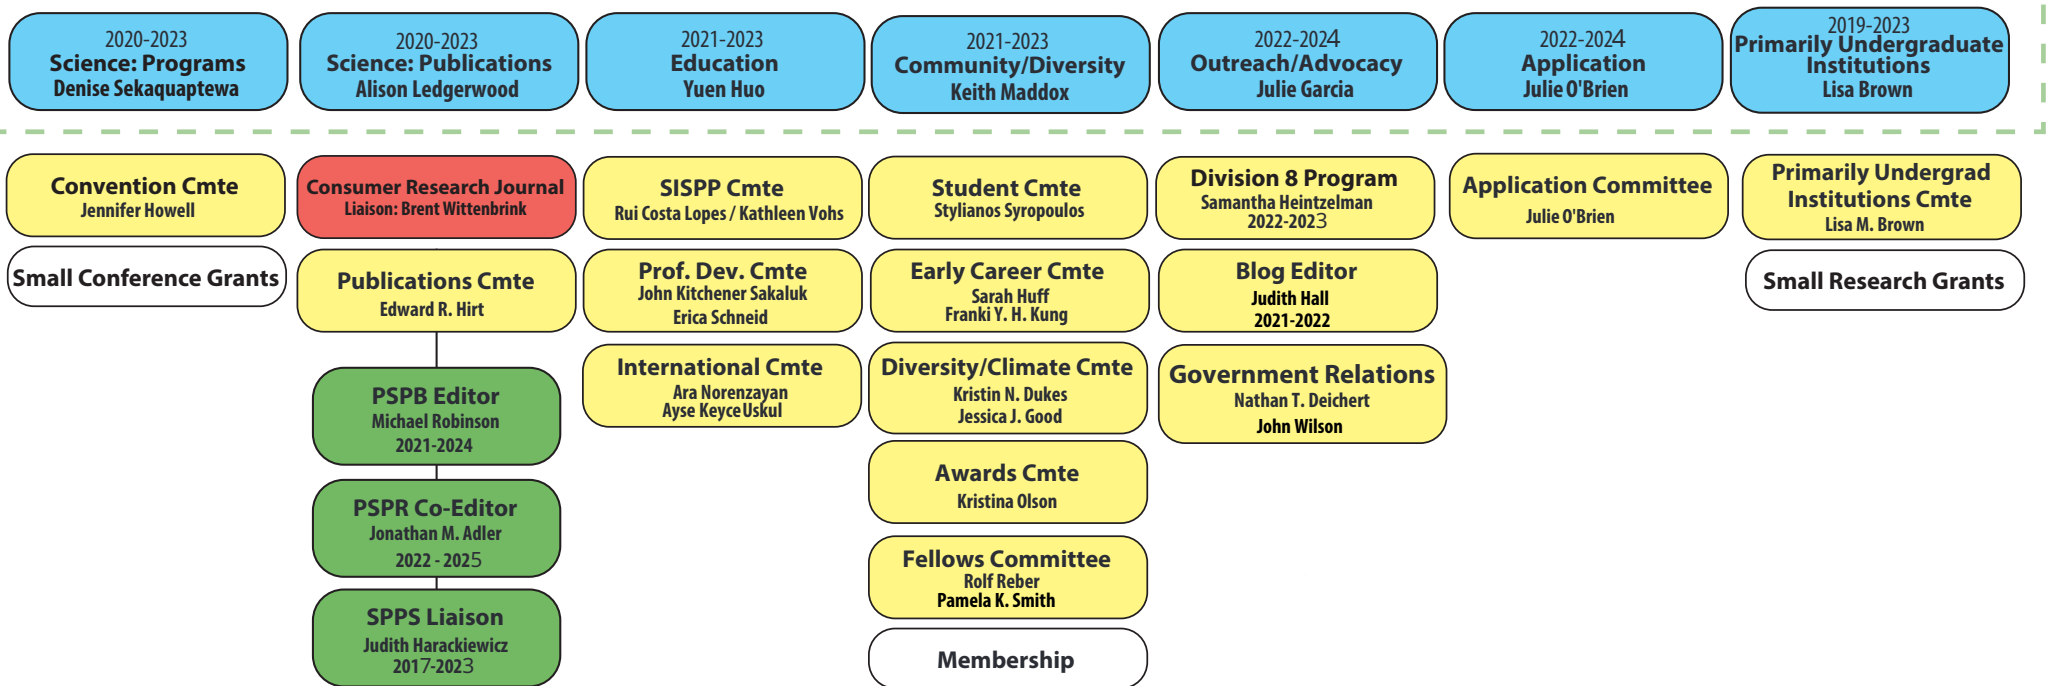 2020-2023
Science: Programs
Denise Sekaquaptewa
2020-2023
Science: Publications
Alison Ledgerwood
2021-2023
Education
Yuen Huo
2021-2023
Community/Diversity
Keith Maddox
2022-2024
Outreach/Advocacy
Julie Garcia
2022-2024
Application
Julie O'Brien
2019-2023
Primarily Undergraduate
Institutions
Lisa Brown
Convention Cmte
Jennifer Howell
Small Conference Grants
Consumer Research Journal
Liaison: Brent Wittenbrink
Publications Cmte
Edward R. Hirt
PSPB Editor
Michael Robinson
2021-2024
PSPR Co-Editor
Jonathan M. Adler
2022 - 2025
SPPS Liaison
Judith Harackiewicz
2017-2023
SISPP Cmte
Rui Costa Lopes / Kathleen Vohs
Prof. Dev. Cmte
John Kitchener Sakaluk
Erica Schneid
International Cmte
Ara Norenzayan
Ayse Keyce Uskul
Student Cmte
Stylianos Syropoulos
Early Career Cmte
Sarah Huff
Franki Y. H. Kung
Diversity/Climate Cmte
Kristin N. Dukes
Jessica J. Good
Awards Cmte
Kristina Olson
Fellows Committee
Rolf Reber
Pamela K. Smith
Membership
Division 8 Program
Samantha Heintzelman
2022-2023
Blog Editor
Judith Hall
2021-2022
Government Relations
Nathan T. Deichert
John Wilson
Application Committee
Julie O'Brien
Primarily Undergrad
Institutions Cmte
Lisa M. Brown
Small Research Grants